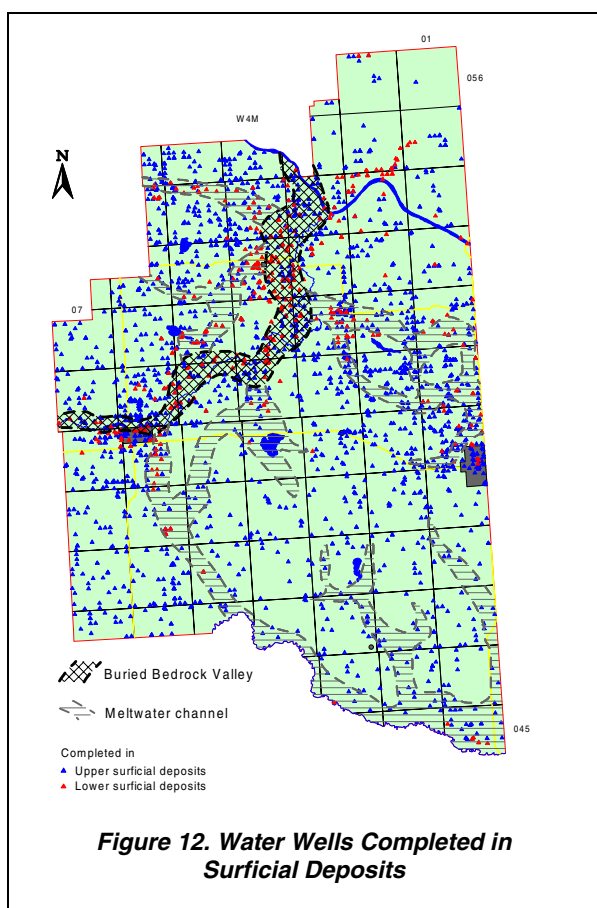 01
056
W4M
N
07
Buried Bedrock Valley
Meltwater channel
045
Completed in
Upper surficial deposits
Lower surficial deposits
Figure 12. Water Wells Completed in
Surficial Deposits